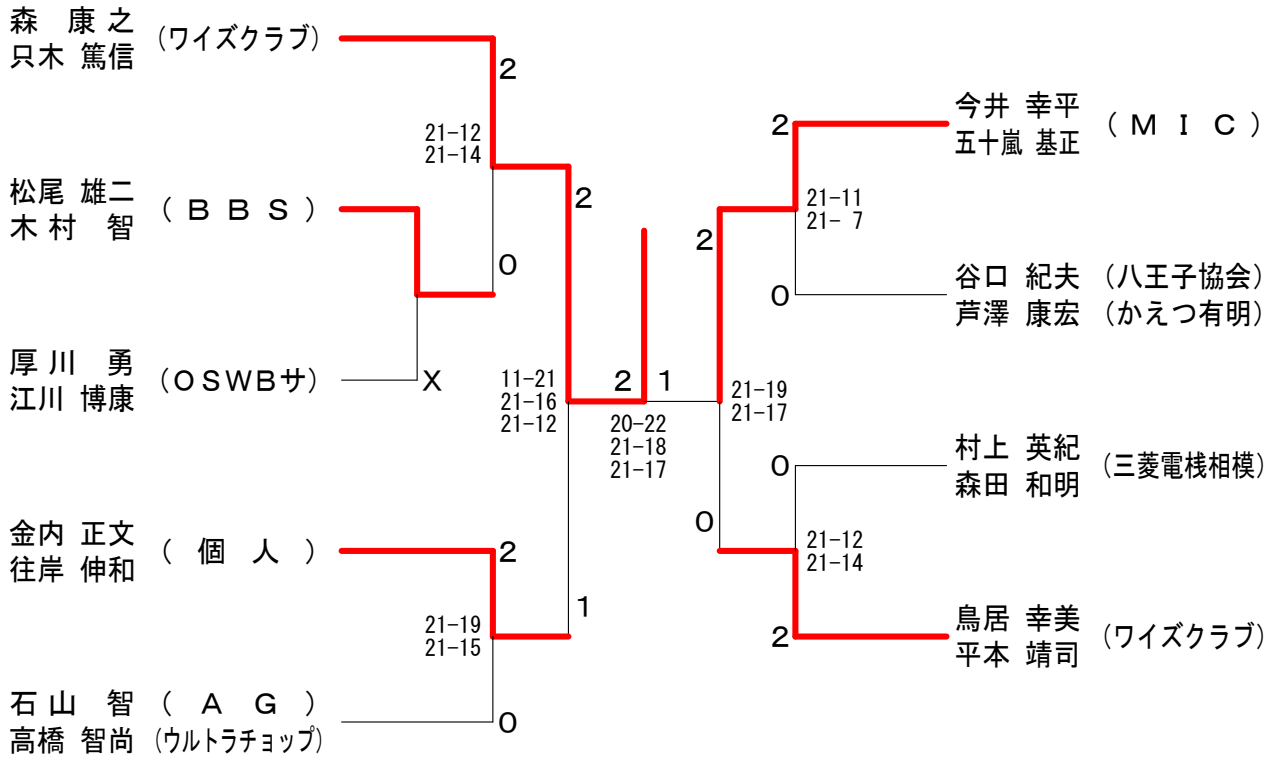 森 康之 (ワイズクラブ)
只木 篤信
2
21-12
21-14
松尾 雄二 (ＢＢＳ)
木村 智
0
厚川 勇 (ＯＳＷＢサ)
江川 博康
X
2
11-21
21-16
21-12
金内 正文 (個人)
往岸 伸和
2
21-19
21-15
1
石山 智 (ＡＧ)
高橋 智尚 (ウルトラチョップ)
0
2 1
20-22
21-18
21-17
今井 幸平 (ＭＩＣ)
五十嵐 基正
2
21-11
21- 7
2
谷口 紀夫 (八王子協会)
芦澤 康宏 (かえつ有明)
0
21-19
21-17
村上 英紀 (三菱電桟相模)
森田 和明
0
0
21-12
21-14
鳥居 幸美 (ワイズクラブ)
平本 靖司
2